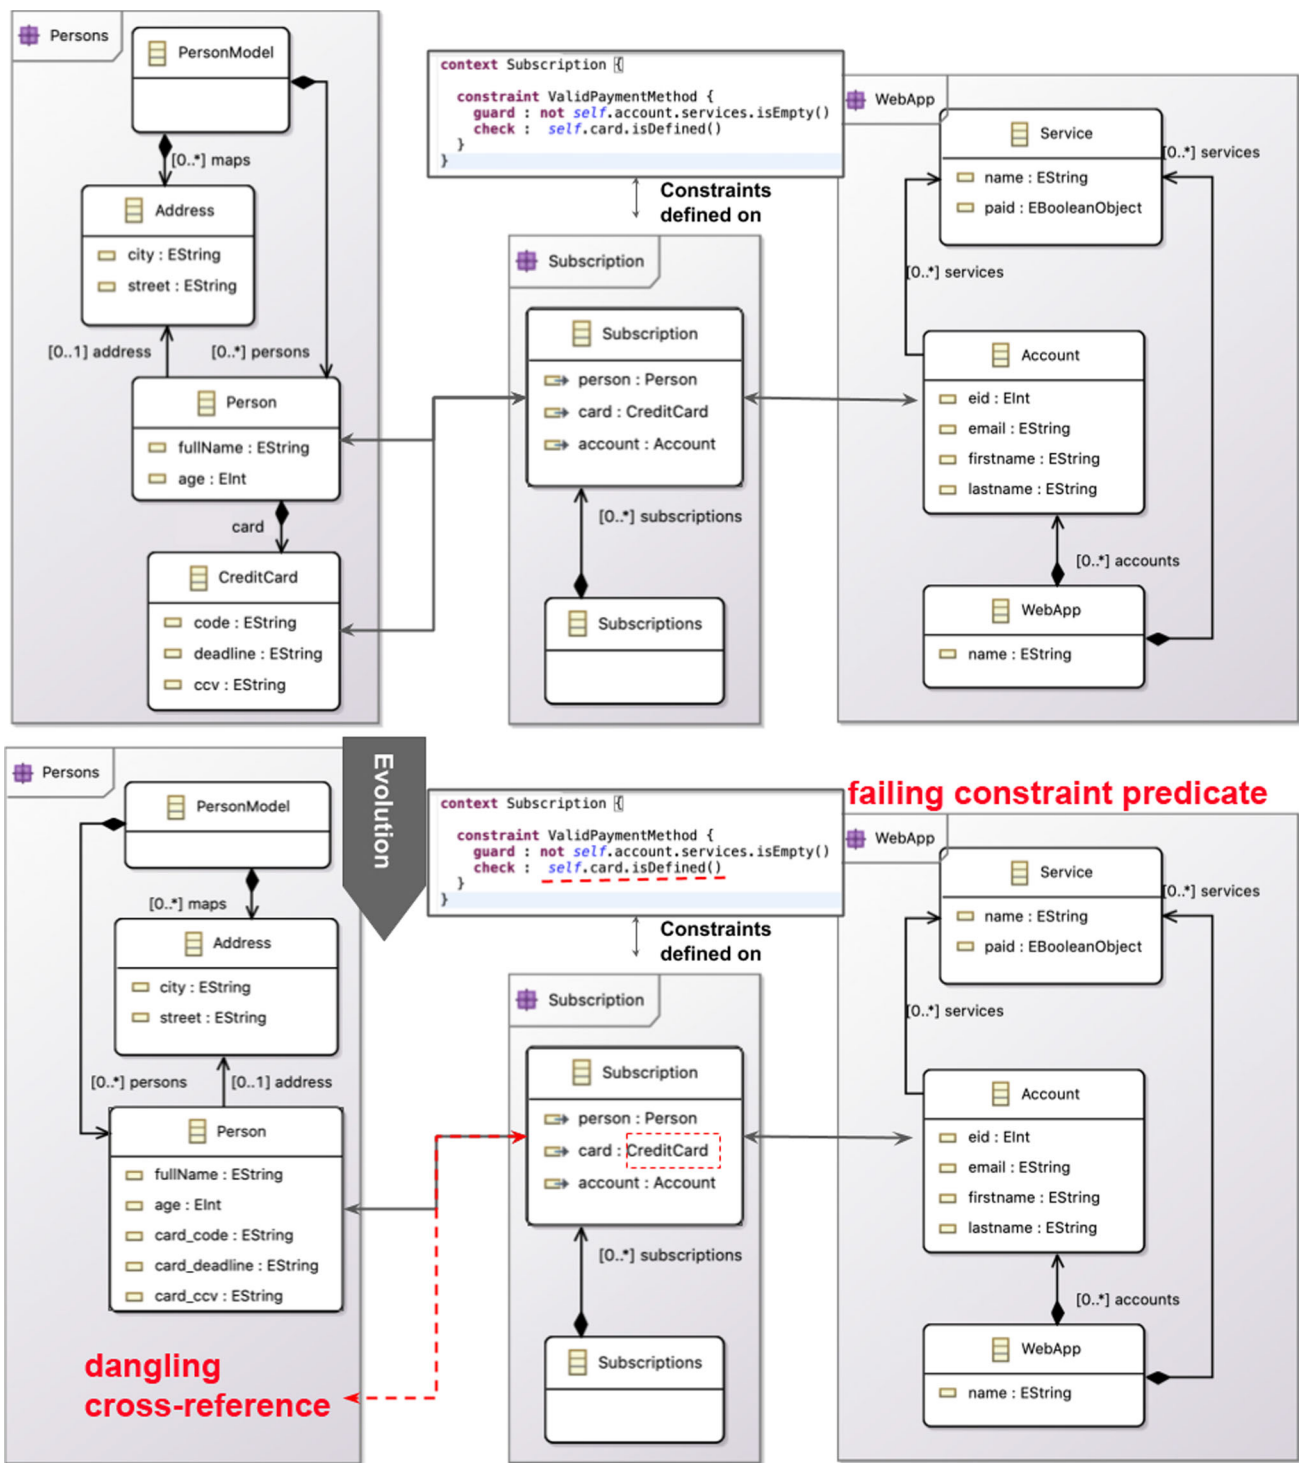 Persons
PersonModel
[0..*] maps
Address
city : EString
street : EString
[0..1] address
[0..*] persons
Person
fullName : EString
age : EInt
card
CreditCard
code : EString
deadline : EString
ccv : EString
context Subscription {
constraint ValidPaymentMethod {
guard : not self.account.services.isEmpty()
check : self.card.isDefined()
}
}
Constraints
defined on
Subscription
Subscription
person : Person
card : CreditCard
account : Account
[0..*] subscriptions
Subscriptions
WebApp
Service
[0..*] services
name : EString
paid : EBooleanObject
[0..*] services
Account
eid : EInt
email : EString
firstname : EString
lastname : EString
[0..*] accounts
WebApp
name : EString
Evolution
Persons
PersonModel
[0..*] maps
Address
city : EString
street : EString
[0..*] persons
[0..1] address
Person
fullName : EString
age : EInt
card_code : EString
card_deadline : EString
card_ccv : EString
dangling
cross-reference
context Subscription {
constraint ValidPaymentMethod {
guard : not self.account.services.isEmpty()
check : self.card.isDefined()
}
}
failing constraint predicate
Constraints
defined on
Subscription
Subscription
person : Person
card : CreditCard
account : Account
[0..*] subscriptions
Subscriptions
WebApp
Service
[0..*] services
name : EString
paid : EBooleanObject
[0..*] services
Account
eid : EInt
email : EString
firstname : EString
lastname : EString
[0..*] accounts
WebApp
name : EString